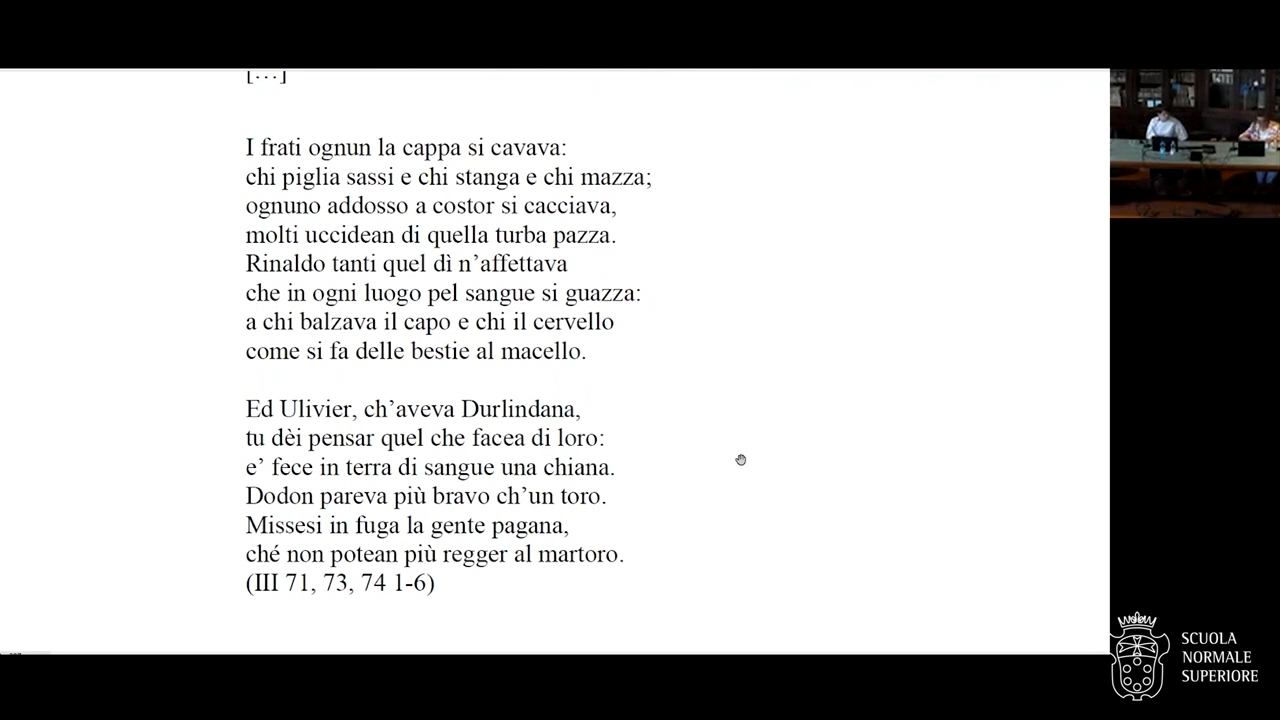 […]
I frati ognun la cappa si cavava:
chi piglia sassi e chi stanga e chi mazza;
ognuno addosso a costor si cacciava,
molti uccidean di quella turba pazza.
Rinaldo tanti quel dì n’affettava
che in ogni luogo pel sangue si guazza:
a chi balzava il capo e chi il cervello
come si fa delle bestie al macello.
Ed Ulivier, ch’aveva Durlindana,
tu dèi pensar quel che facea di loro:
e’ fece in terra di sangue una chiana.
Dodon pareva più bravo ch’un toro.
Missesi in fuga la gente pagana,
ché non potean più regger al martoro.
(III 71, 73, 74 1-6)
SCUOLA
NORMALE
SUPERIORE